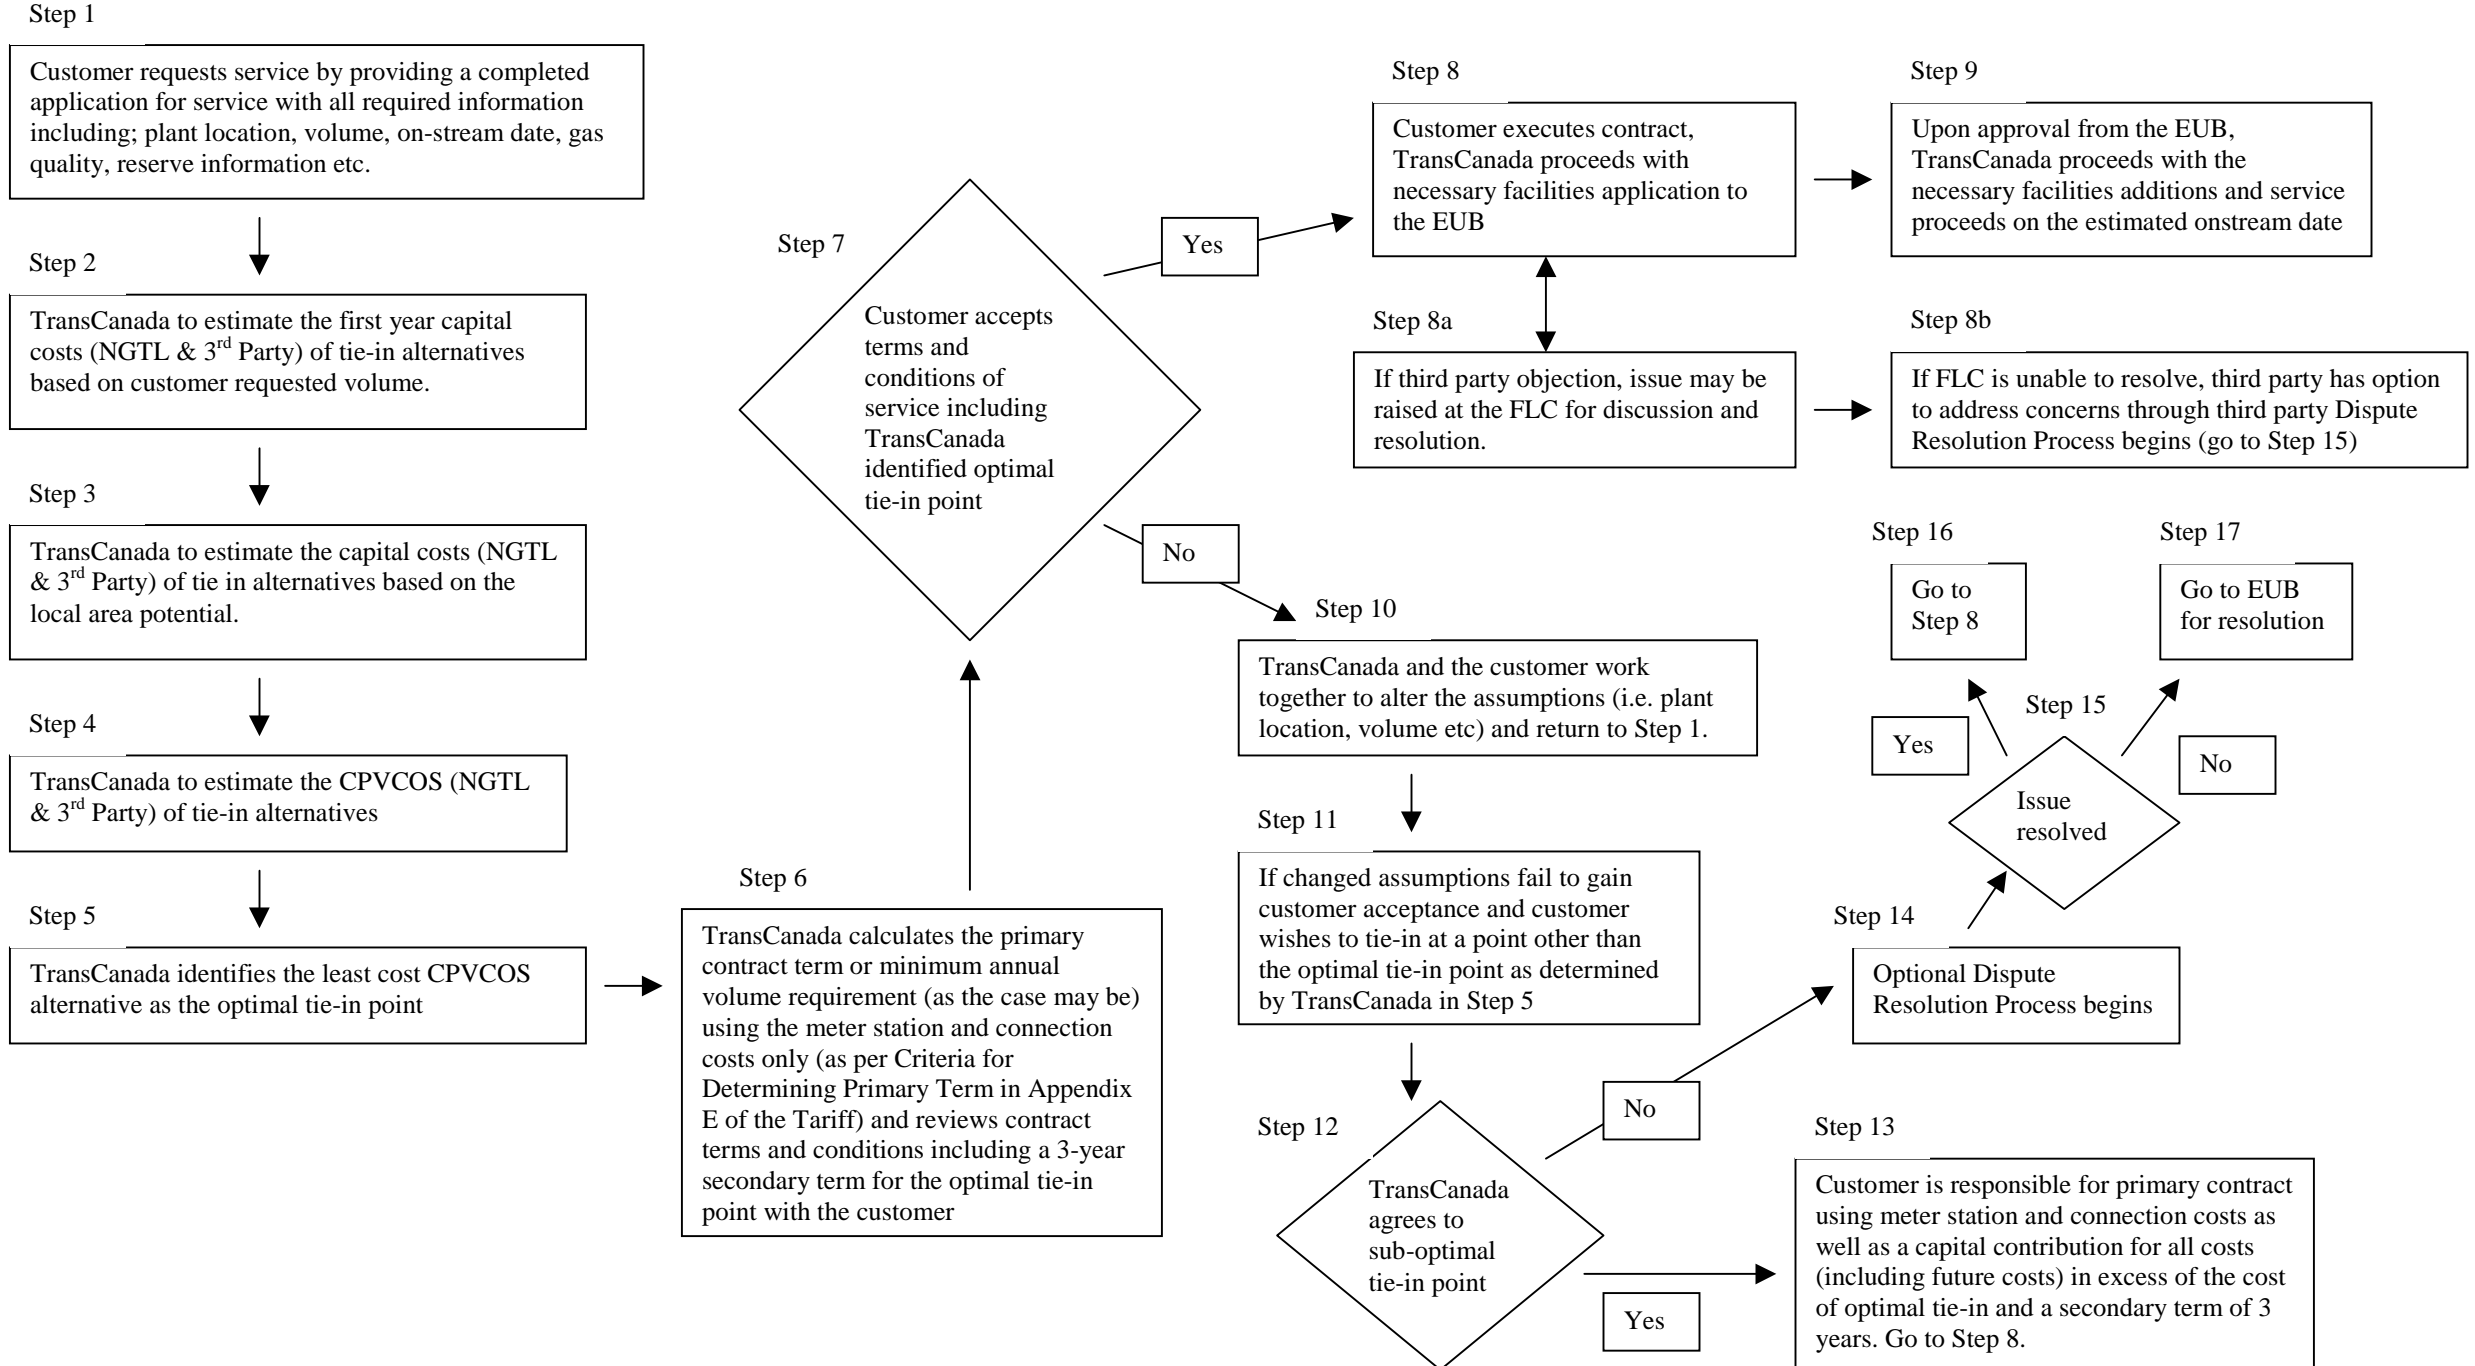 Step 1
Customer requests service by providing a completed
application for service with all required information
including; plant location, volume, on-stream date, gas
quality, reserve information etc.
Step 2
TransCanada to estimate the first year capital
costs (NGTL & 3rd Party) of tie-in alternatives
based on customer requested volume.
Step 3
TransCanada to estimate the capital costs (NGTL
& 3rd Party) of tie in alternatives based on the
local area potential.
Step 4
TransCanada to estimate the CPVCOS (NGTL
& 3rd Party) of tie-in alternatives
Step 5
TransCanada identifies the least cost CPVCOS
alternative as the optimal tie-in point
Step 6
TransCanada calculates the primary
contract term or minimum annual
volume requirement (as the case may be)
using the meter station and connection
costs only (as per Criteria for
Determining Primary Term in Appendix
E of the Tariff) and reviews contract
terms and conditions including a 3-year
secondary term for the optimal tie-in
point with the customer
Step 7
Customer accepts
terms and
conditions of
service including
TransCanada
identified optimal
tie-in point
Yes
Step 8
Customer executes contract,
TransCanada proceeds with
necessary facilities application to
the EUB
Step 9
Upon approval from the EUB,
TransCanada proceeds with the
necessary facilities additions and service
proceeds on the estimated onstream date
Step 8a
If third party objection, issue may be
raised at the FLC for discussion and
resolution.
Step 8b
If FLC is unable to resolve, third party has option
to address concerns through third party Dispute
Resolution Process begins (go to Step 15)
No
Step 10
TransCanada and the customer work
together to alter the assumptions (i.e. plant
location, volume etc) and return to Step 1.
Step 11
If changed assumptions fail to gain
customer acceptance and customer
wishes to tie-in at a point other than
the optimal tie-in point as determined
by TransCanada in Step 5
Step 12
TransCanada
agrees to
sub-optimal
tie-in point
No
Yes
Step 13
Customer is responsible for primary contract
using meter station and connection costs as
well as a capital contribution for all costs
(including future costs) in excess of the cost
of optimal tie-in and a secondary term of 3
years. Go to Step 8.
Step 14
Optional Dispute
Resolution Process begins
Step 15
Issue
resolved
Yes
No
Step 16
Go to
Step 8
Step 17
Go to EUB
for resolution